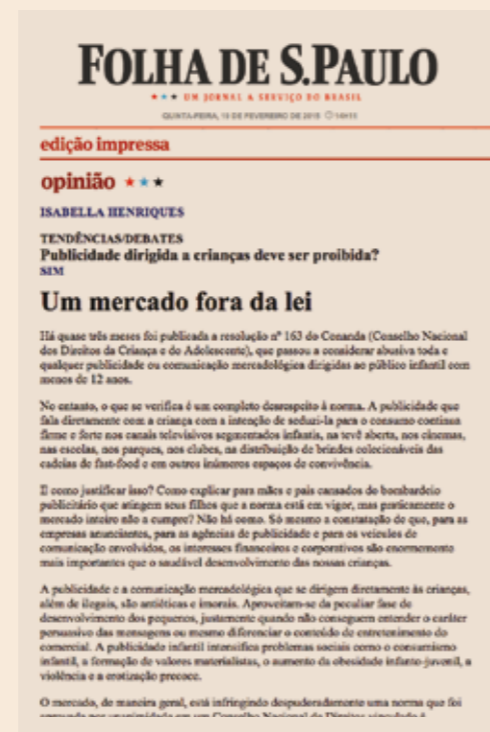 FOLHA DE S.PAULO
★ ★ ★ UM JORNAL A SERVIÇO DO BRASIL
QUINTA-FEIRA, DE FEVEREIRO DE 2015 14H11
edição impressa
opinião ★ ★ ★
ISABELLA HENRIQUES
TENDÊNCIAS/DEBATES
Publicidade dirigida a crianças deve ser proibida?
SIM
Um mercado fora da lei
Há quase três meses foi publicada a resolução nº 163 do Conanda (Conselho Nacional
dos Direitos da Criança e do Adolescente), que passou a considerar abusiva toda e
qualquer publicidade ou comunicação mercadológica dirigidas ao público infantil com
menos de 12 anos.
No entanto, o que se verifica é um completo desrespeito à norma. A publicidade que
fala diretamente com a criança com a intenção de seduzi-la para o consumo continua
firme e forte nos canais televisivos segmentados infantis, na tevê aberta, nos cinemas,
nas escolas, nos parques, nos clubes, na distribuição de brindes colecionáveis das
cadeias de fast-food e em outros inúmeros espaços de convivência.
E como justificar isso? Como explicar para mães e pais cansados do bombardeio
publicitário que atingem seus filhos que a norma está em vigor, mas praticamente o
mercado inteiro não a cumpre? Não há como. Só mesmo a constatação de que, para as
empresas anunciantes, para as agências de publicidade e para os veículos de
comunicação envolvidos, os interesses financeiros e corporativos são enormemente
mais importantes que o saudável desenvolvimento das nossas crianças.
A publicidade e a comunicação mercadológica que se dirigem diretamente às crianças,
além de ilegais, são antiéticas e imorais. Aproveitam-se da peculiar fase de
desenvolvimento dos pequenos, justamente quando não conseguem entender o caráter
persuasivo das mensagens ou mesmo diferenciar o conteúdo de entretenimento do
comercial. A publicidade infantil intensifica problemas sociais como o consumismo
infantil, a formação de valores materialistas, o aumento da obesidade infanto-juvenil, a
violência e a erotização precoce.
O mercado, de maneira geral, está infringindo despudoradamente uma norma que foi